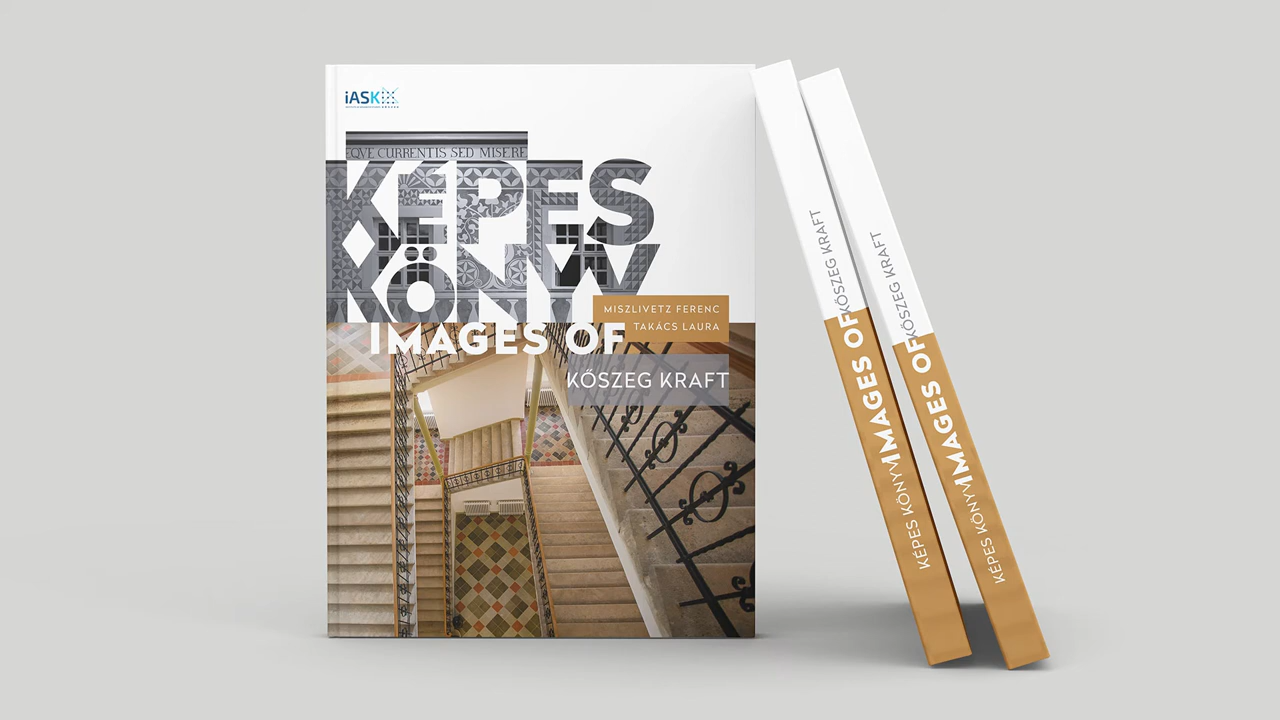 iASK
EQVE CURRENTIS SED MISERE
KÉPES
KÖNYV
MISZLIVETZ FERENC
TAKÁCS LAURA
IMAGES OF
KŐSZEG KRAFT
KÉPES KÖNYV IMAGES OF KŐSZEG KRAFT
KÉPES KÖNYV IMAGES OF KŐSZEG KRAFT